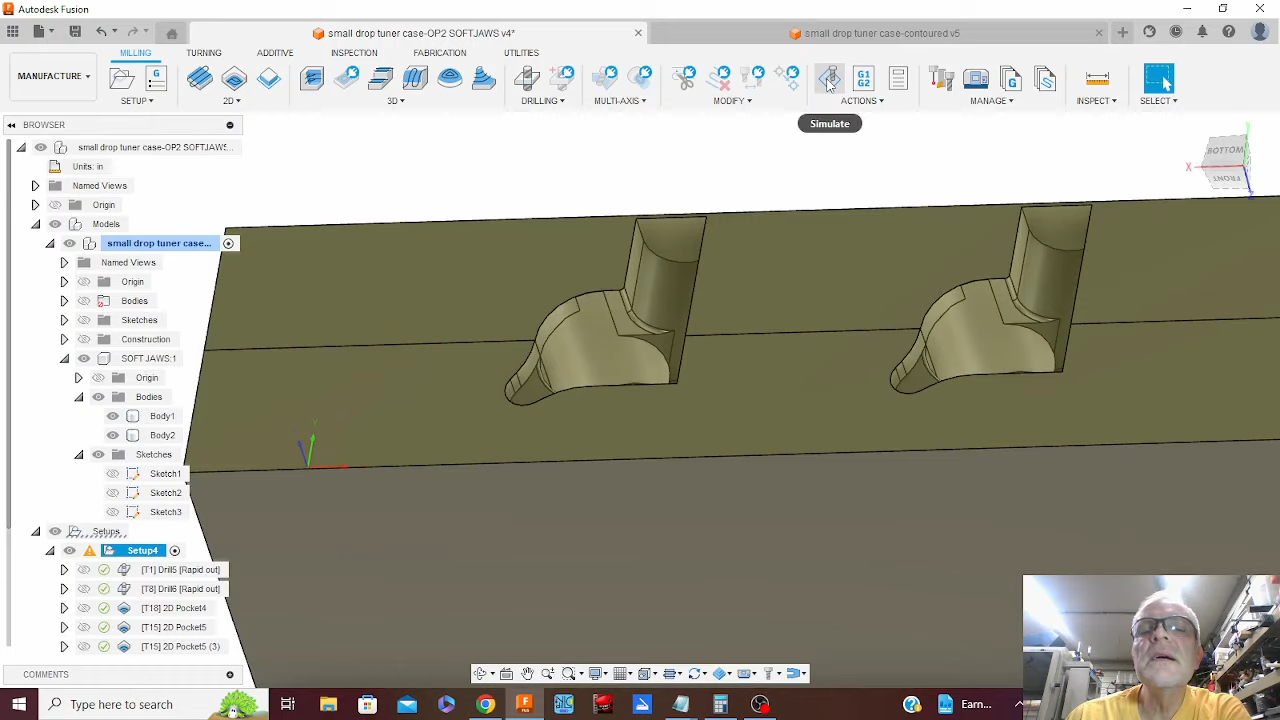 Autodesk Fusion
small drop tuner case-OP2 SOFTJAWS v4*
small drop tuner case-contoured v5
MANUFACTURE
MILLING
TURNING
ADDITIVE
INSPECTION
FABRICATION
UTILITIES
G
G1
G2
G
SETUP
2D
3D
DRILLING
MULTI-AXIS
MODIFY
ACTIONS
MANAGE
INSPECT
SELECT
Simulate
BROWSER
small drop tuner case-OP2 SOFTJAWS...
Units: in
Named Views
Origin
Models
small drop tuner case...
Named Views
Origin
Bodies
Sketches
Construction
SOFT JAWS:1
Origin
Bodies
Body1
Body2
Sketches
Sketch1
Sketch2
Sketch3
Setups
Setup4
[T1] Drill5 [Rapid out]
[T8] Drill6 [Rapid out]
[T18] 2D Pocket4
[T15] 2D Pocket5
[T15] 2D Pocket5 (3)
COMMENTS
BOTTOM
FRONT
X
Y
Z
Y
Type here to search
Earn...